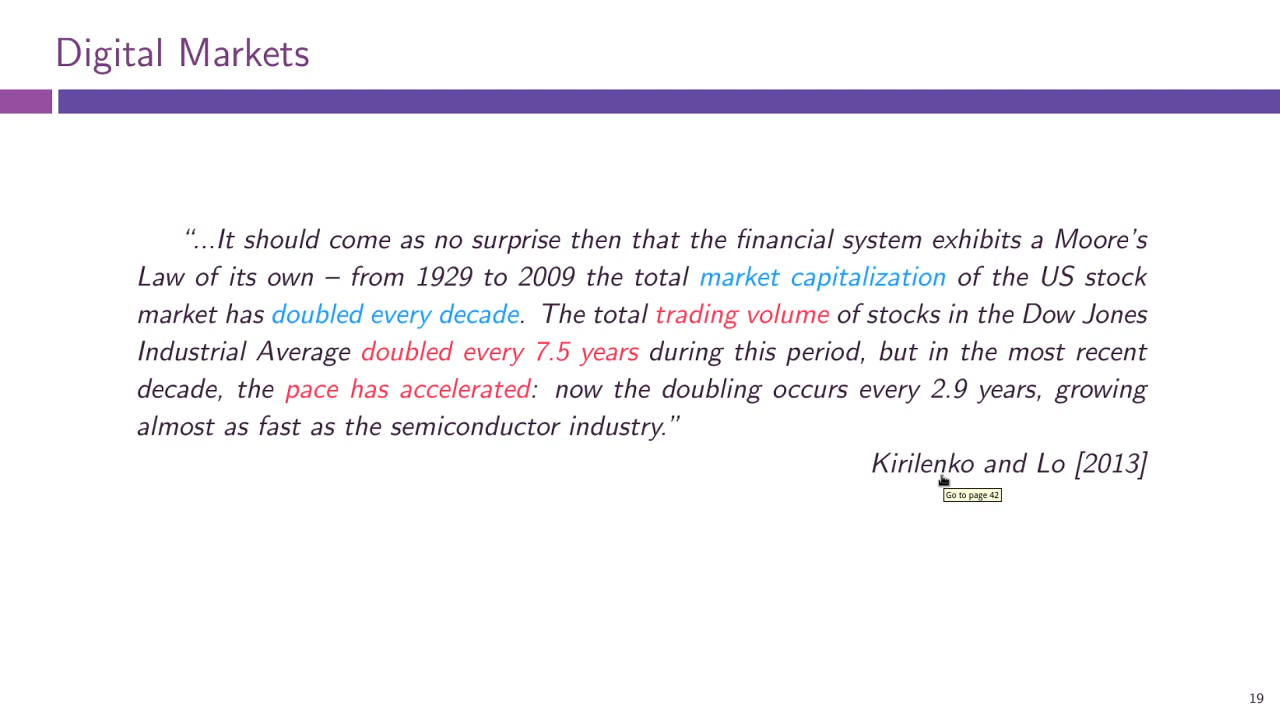 Digital Markets
“...It should come as no surprise then that the financial system exhibits a Moore’s
Law of its own – from 1929 to 2009 the total market capitalization of the US stock
market has doubled every decade. The total trading volume of stocks in the Dow Jones
Industrial Average doubled every 7.5 years during this period, but in the most recent
decade, the pace has accelerated: now the doubling occurs every 2.9 years, growing
almost as fast as the semiconductor industry.”
Kirilenko and Lo [2013]
Go to page 42
19